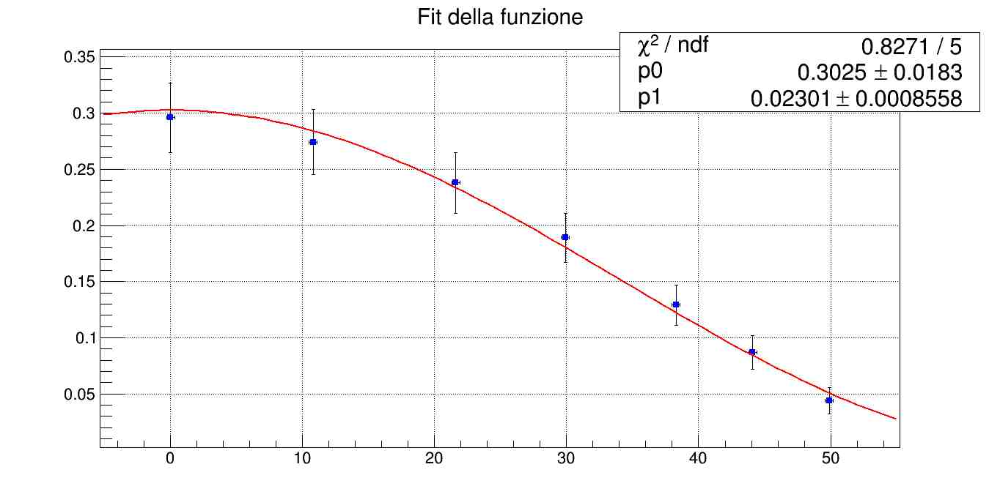 Fit della funzione
χ² / ndf 0.8271 / 5
p0 0.3025 ± 0.0183
p1 0.02301 ± 0.0008558
0.35
0.3
0.25
0.2
0.15
0.1
0.05
0 10 20 30 40 50